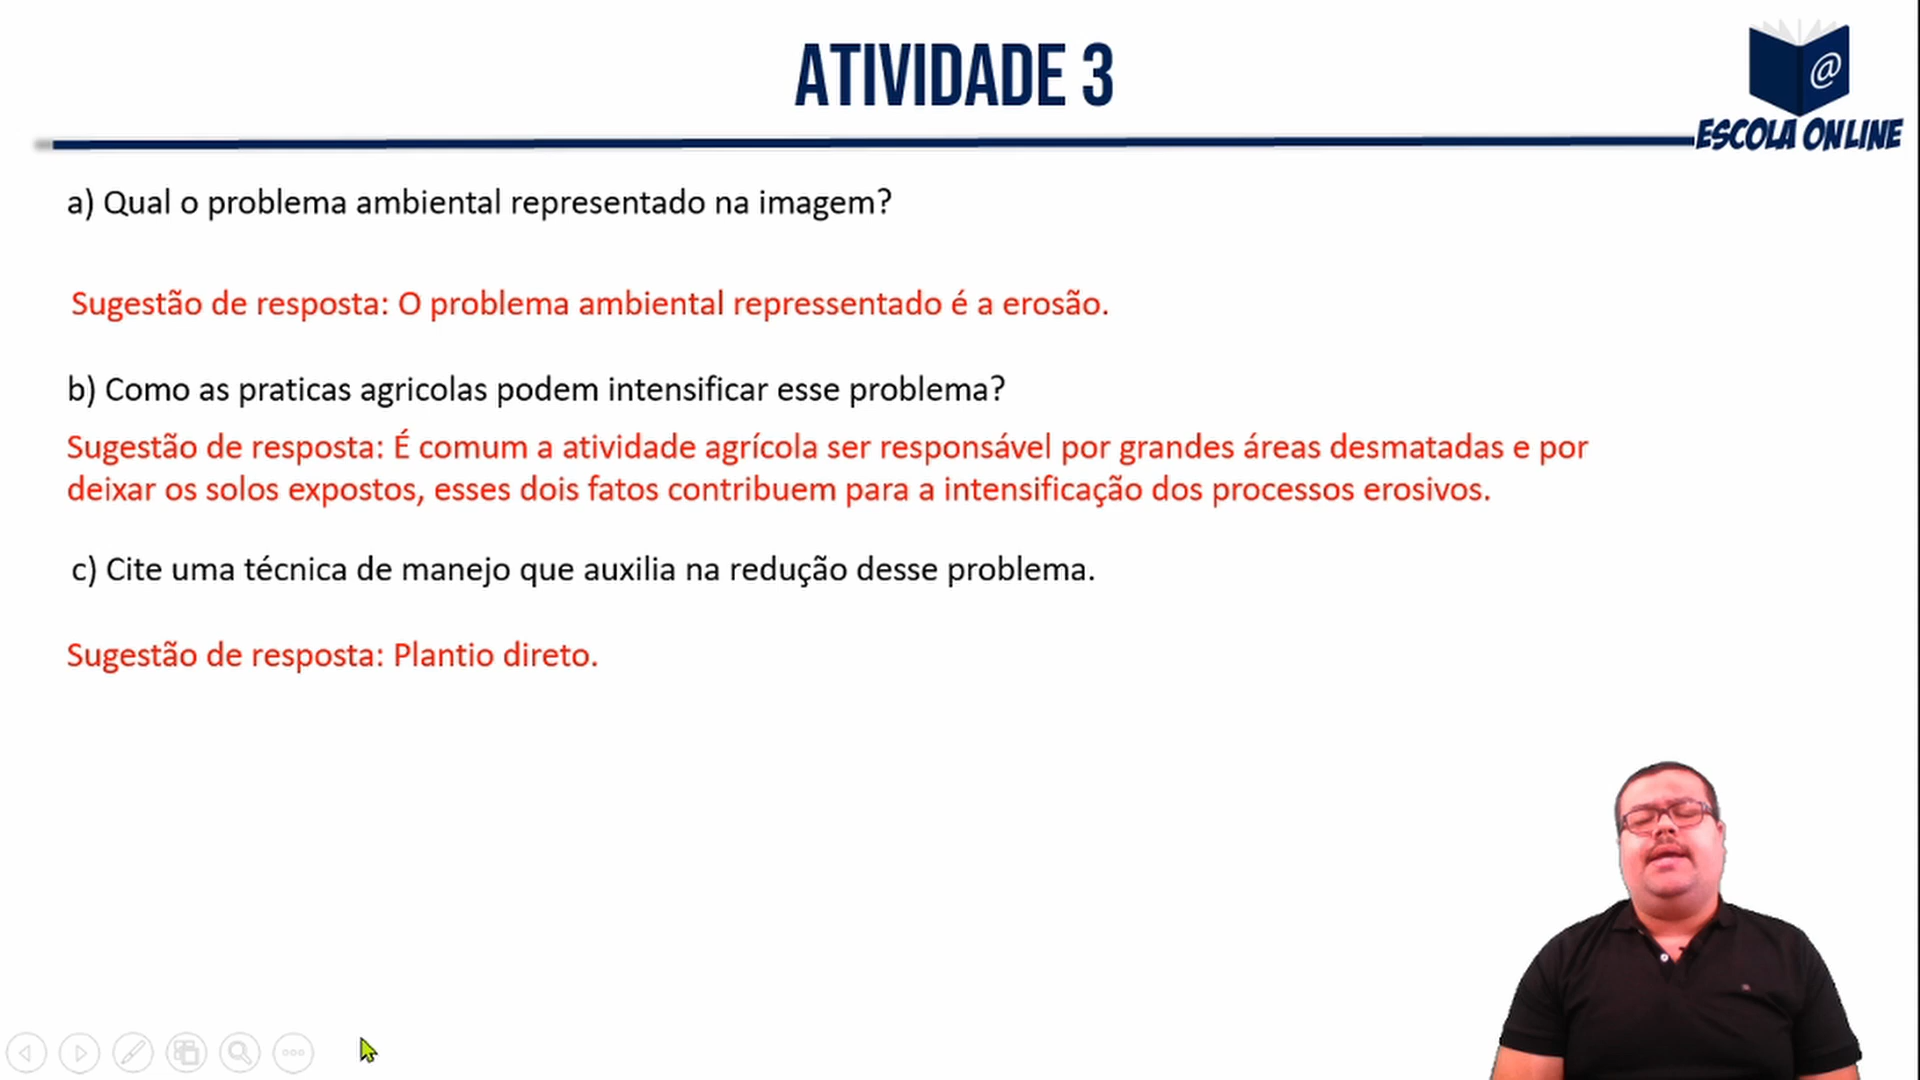 ATIVIDADE 3
@
ESCOLA ONLINE
a) Qual o problema ambiental representado na imagem?
Sugestão de resposta: O problema ambiental repressentado é a erosão.
b) Como as praticas agricolas podem intensificar esse problema?
Sugestão de resposta: É comum a atividade agrícola ser responsável por grandes áreas desmatadas e por
deixar os solos expostos, esses dois fatos contribuem para a intensificação dos processos erosivos.
c) Cite uma técnica de manejo que auxilia na redução desse problema.
Sugestão de resposta: Plantio direto.